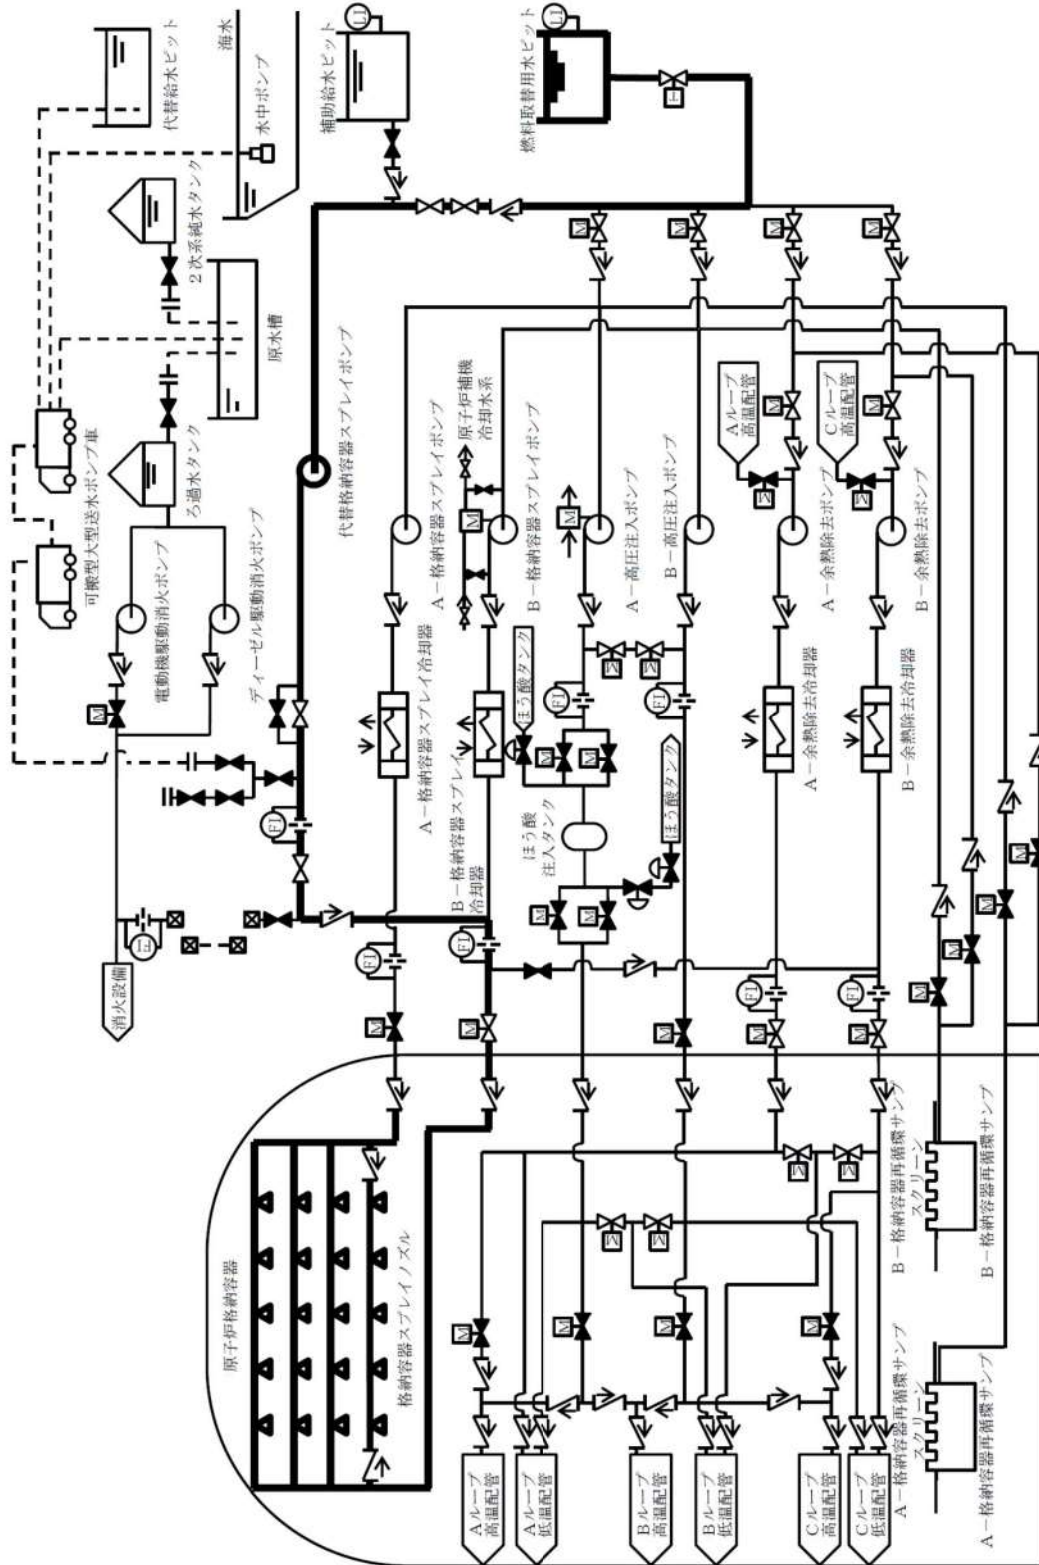 代替給水ピット
海水
水中ポンプ
2次系純水タンク
原水槽
可搬型大型送水ポンプ車
ろ過水タンク
電動機駆動消火ポンプ
ディーゼル駆動消火ポンプ
消火設備
M
FI
補助給水ピット
LI
燃料取替用水ピット
LI
代替格納容器スプレイポンプ
FI
A-格納容器スプレイポンプ
A-格納容器スプレイ冷却器
FI
M
原子炉補機
冷却水系
M
B-格納容器スプレイポンプ
B-格納容器スプレイ
冷却器
FI
M
M
M
A-高圧注入ポンプ
FI
ほう酸タンク
M
M
ほう酸
注入タンク
M
M
M
B-高圧注入ポンプ
M
M
FI
ほう酸タンク
M
M
Aループ
高温配管
M
M
A-余熱除去ポンプ
A-余熱除去冷却器
FI
M
M
Cループ
高温配管
M
M
B-余熱除去ポンプ
B-余熱除去冷却器
FI
M
M
M
M
M
原子炉格納容器
格納容器スプレイノズル
M
M
M
M
M
M
M
M
Aループ
高温配管
Aループ
低温配管
Bループ
高温配管
Bループ
低温配管
Cループ
高温配管
Cループ
低温配管
B-格納容器再循環サンプ
スクリーン
B-格納容器再循環サンプ
A-格納容器再循環サンプ
スクリーン
A-格納容器再循環サンプ